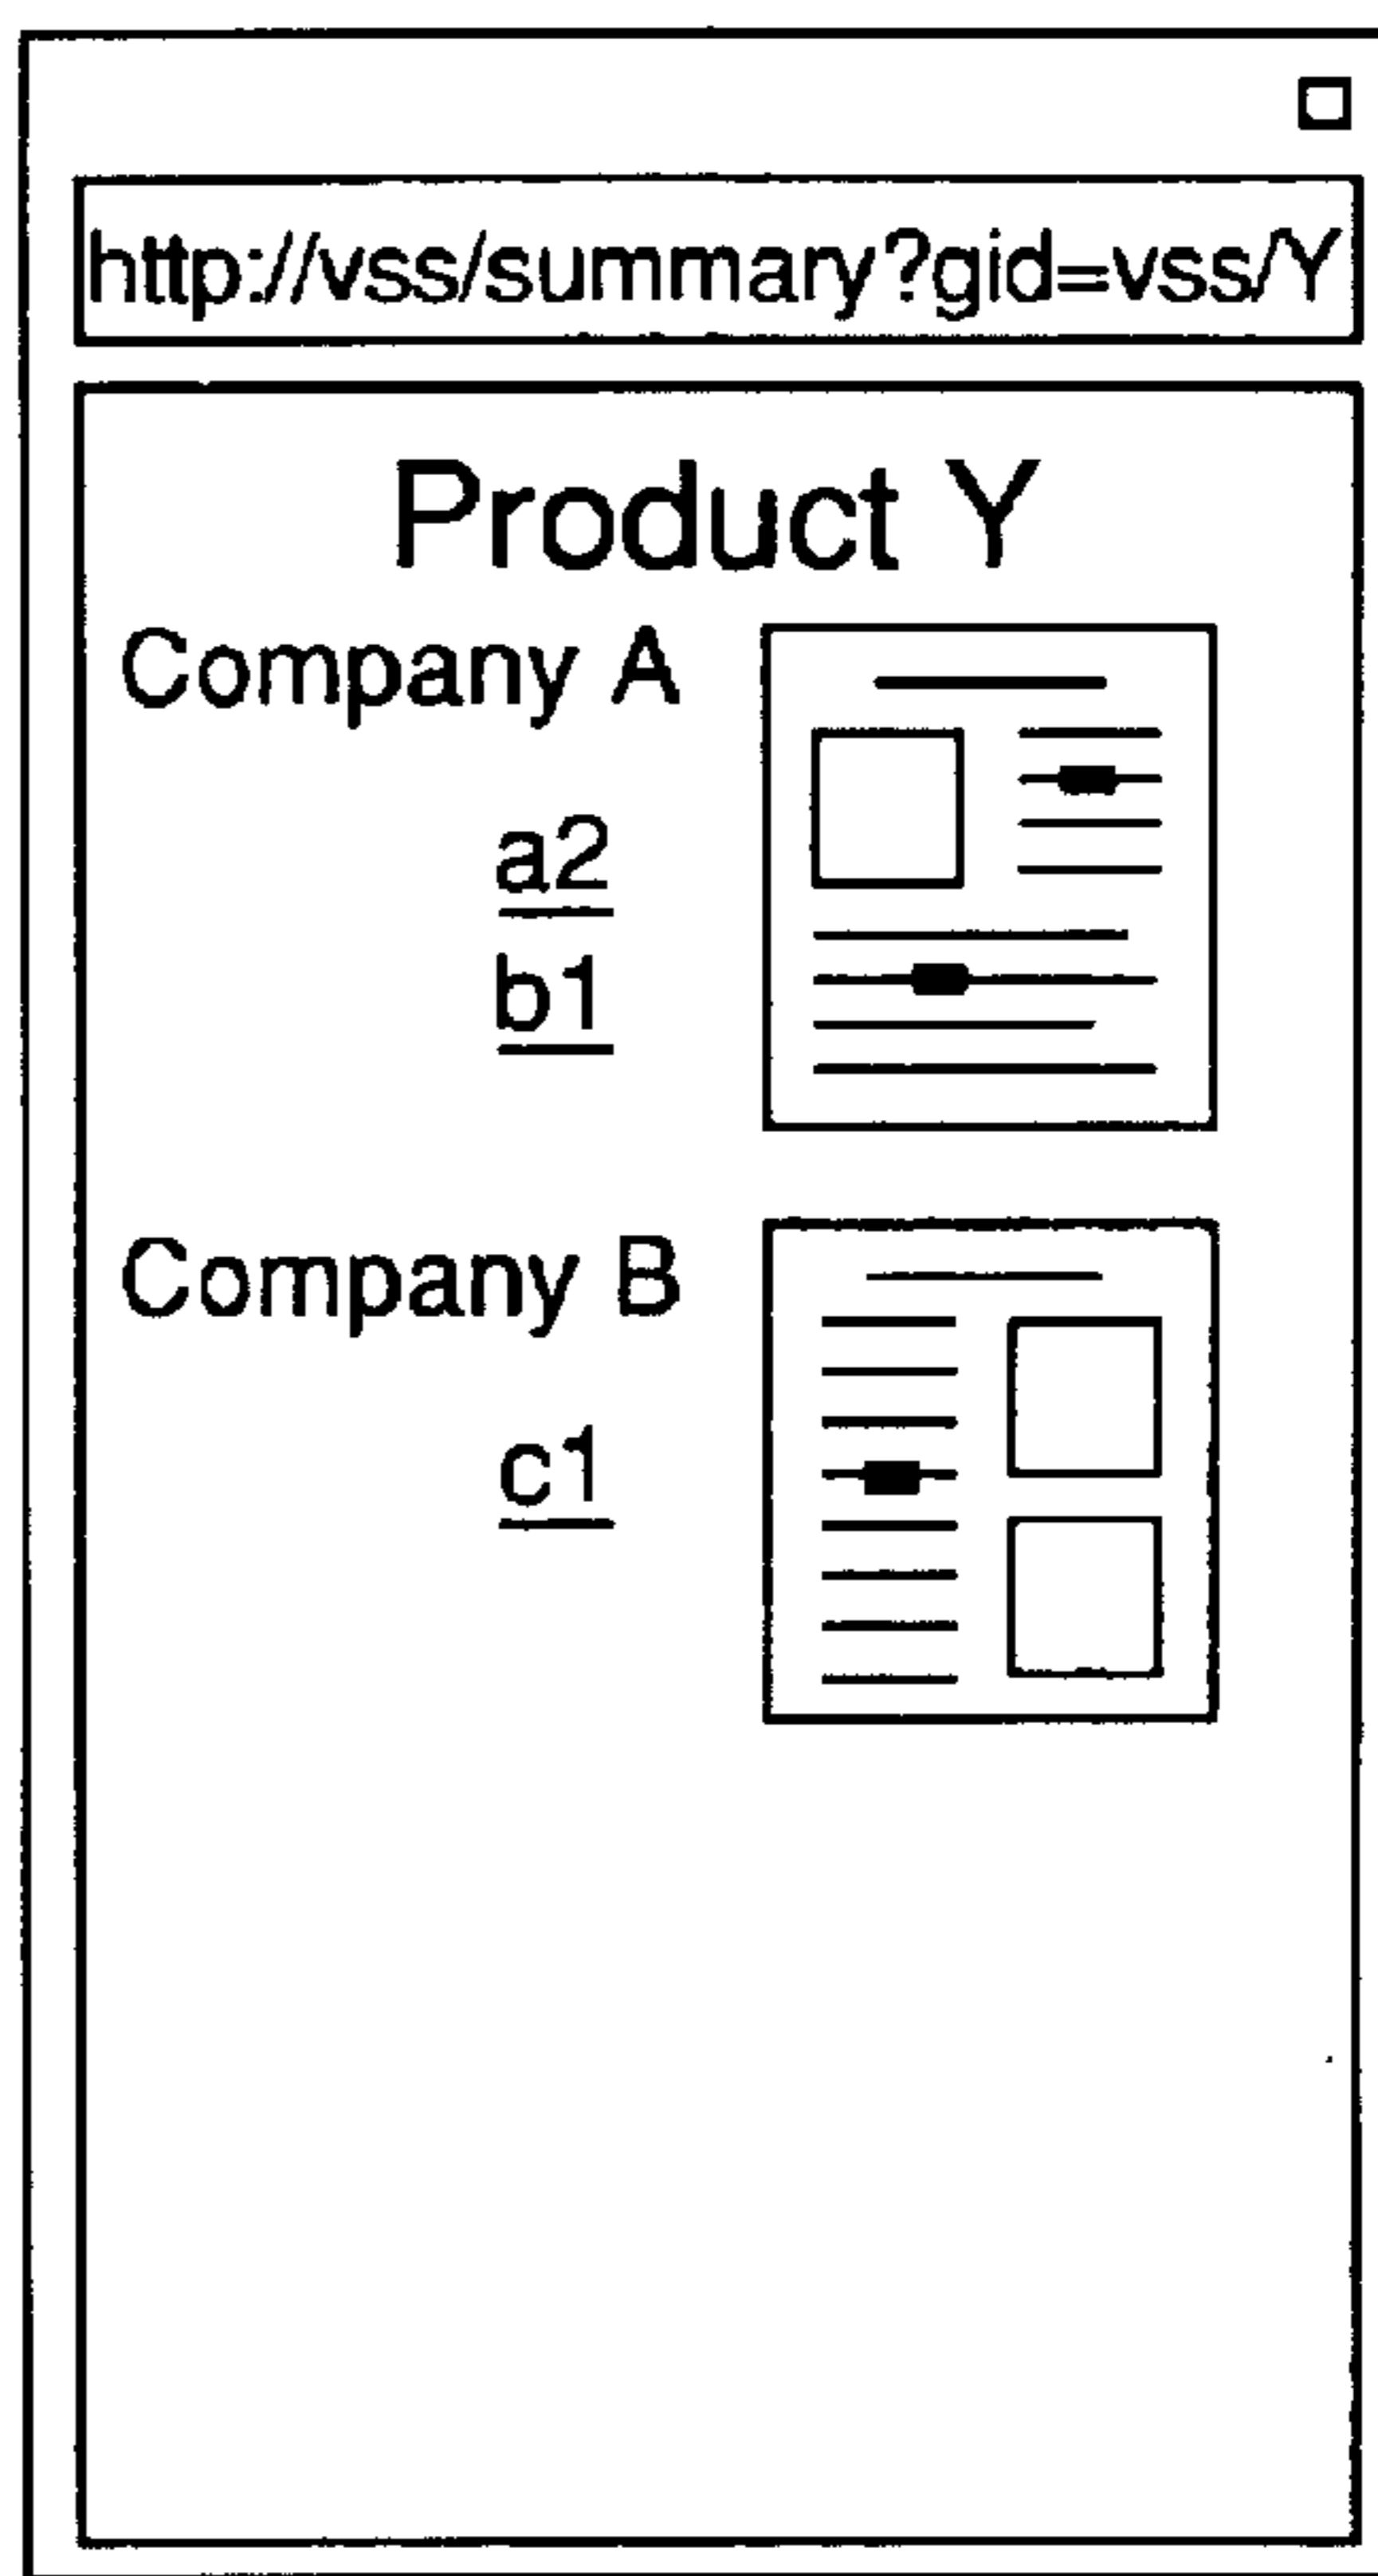 http://vss/summary?gid=vss/Y
Product Y
Company A
a2
b1
Company B
c1